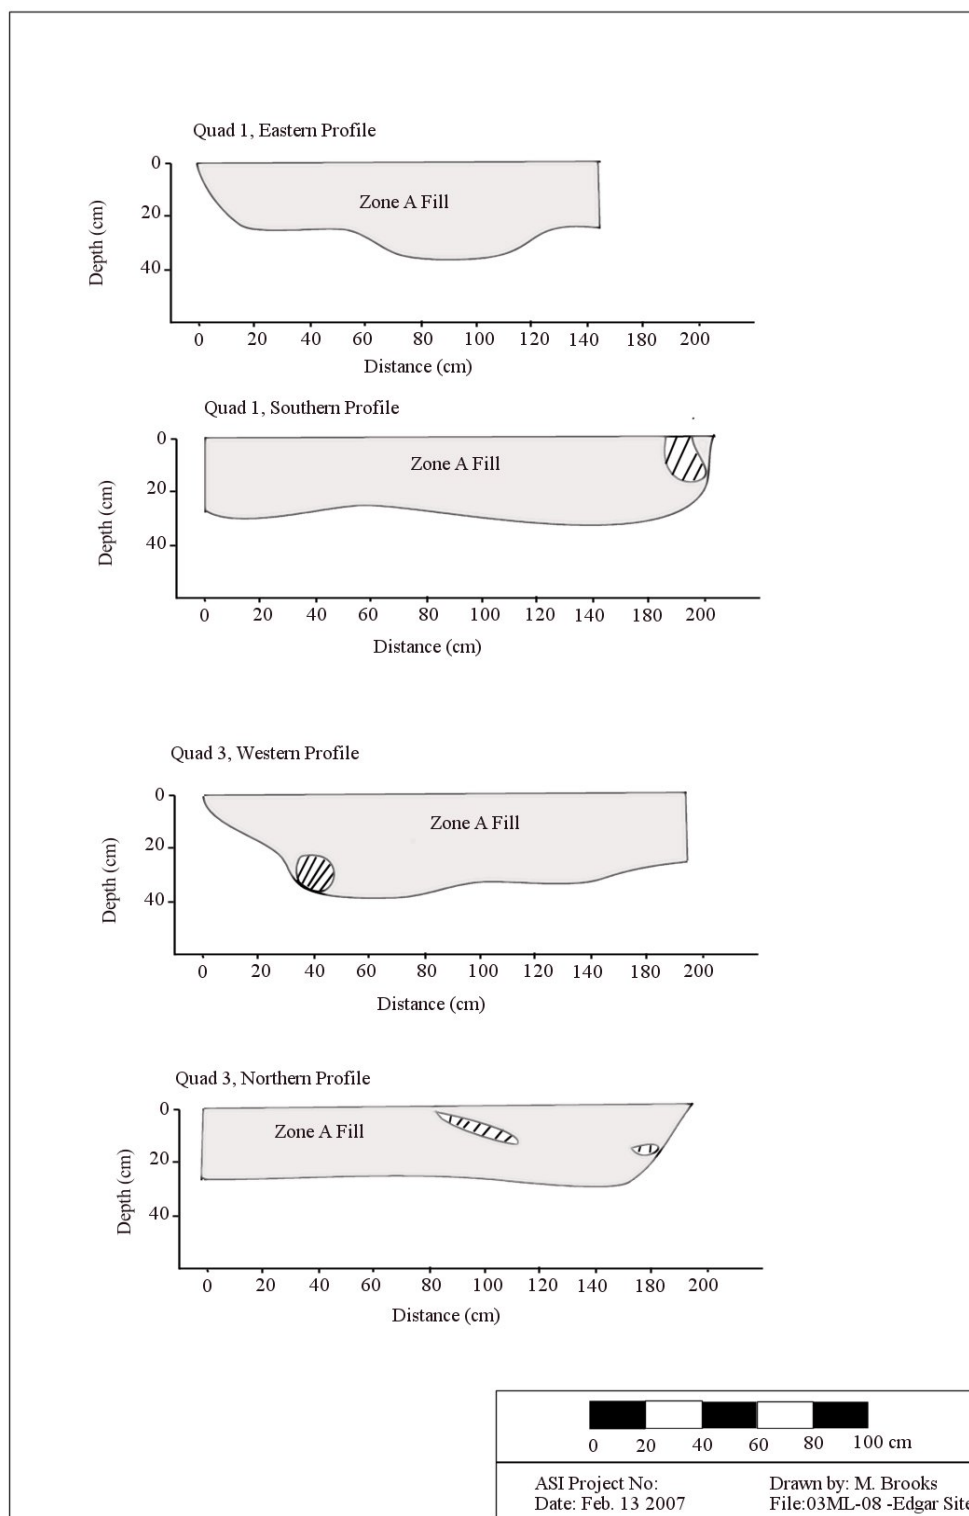 Quad 1, Eastern Profile
0
20
40
Depth (cm)
Zone A Fill
0 20 40 60 80 100 120 140 180 200
Distance (cm)
Quad 1, Southern Profile
0
20
40
Depth (cm)
Zone A Fill
0 20 40 60 80 100 120 140 180 200
Distance (cm)
Quad 3, Western Profile
0
20
40
Depth (cm)
Zone A Fill
0 20 40 60 80 100 120 140 180 200
Distance (cm)
Quad 3, Northern Profile
0
20
40
Depth (cm)
Zone A Fill
0 20 40 60 80 100 120 140 180 200
Distance (cm)
0 20 40 60 80 100 cm
ASI Project No: Drawn by: M. Brooks
Date: Feb. 13 2007 File:03ML-08 -Edgar Site